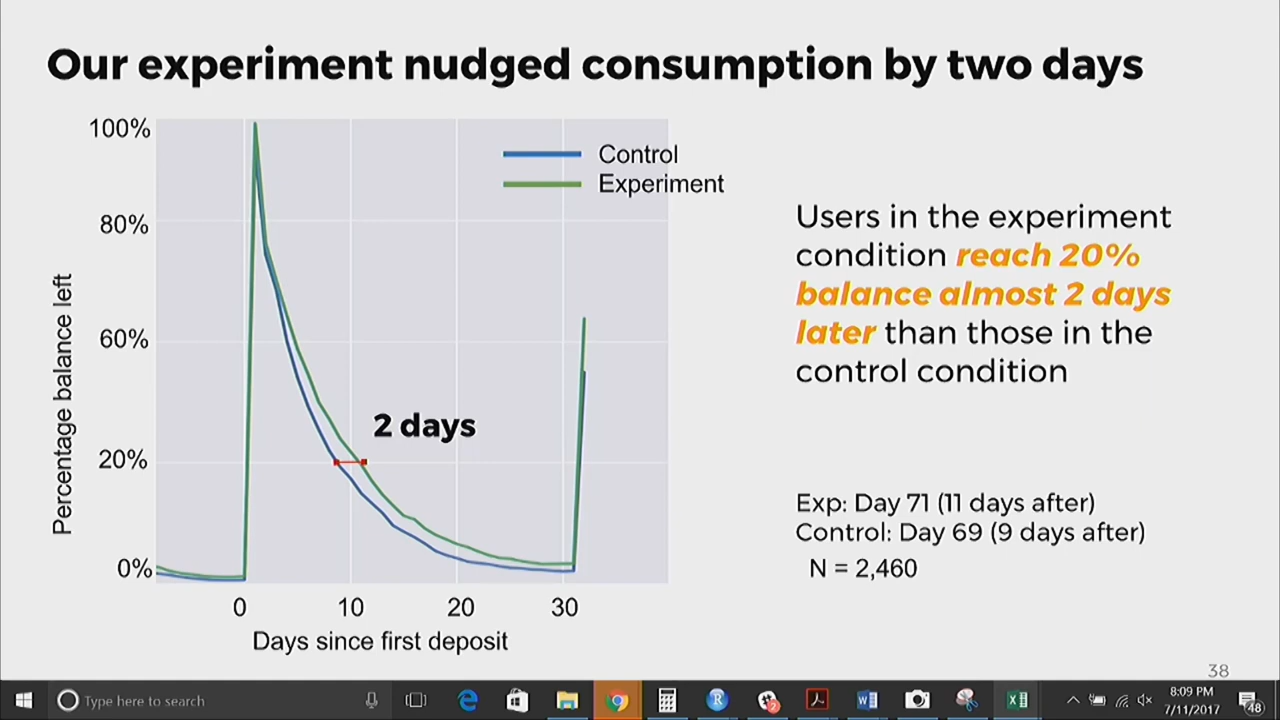 Our experiment nudged consumption by two days
100%
80%
60%
20%
0%
Percentage balance left
Control
Experiment
2 days
0 10 20 30
Days since first deposit
Users in the experiment
condition reach 20%
balance almost 2 days
later than those in the
control condition
Exp: Day 71 (11 days after)
Control: Day 69 (9 days after)
N = 2,460
38
Type here to search
2
8:09 PM
7/11/2017
48